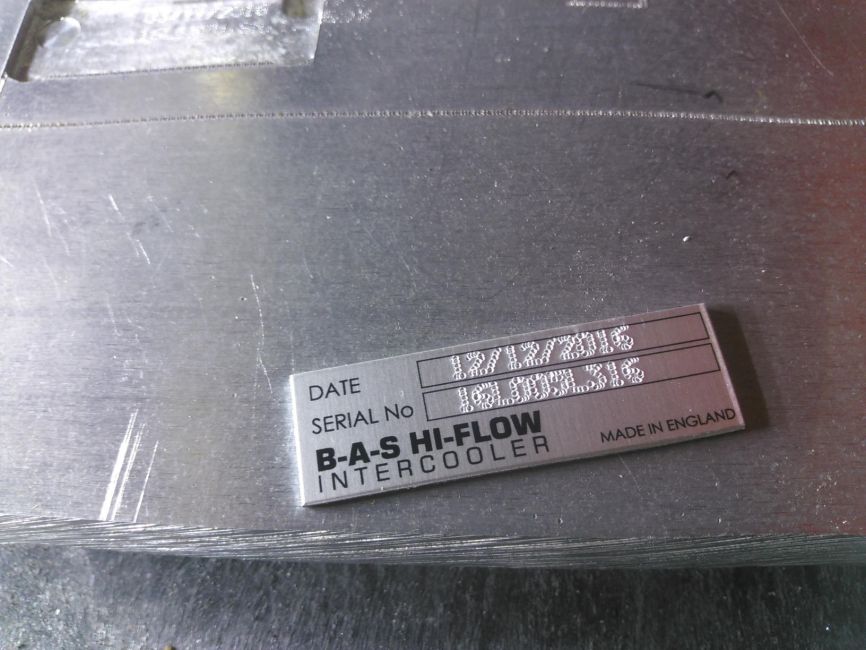 DATE 12/12/2016
SERIAL No
B-A-S HI-FLOW
INTERCOOLER
MADE IN ENGLAND